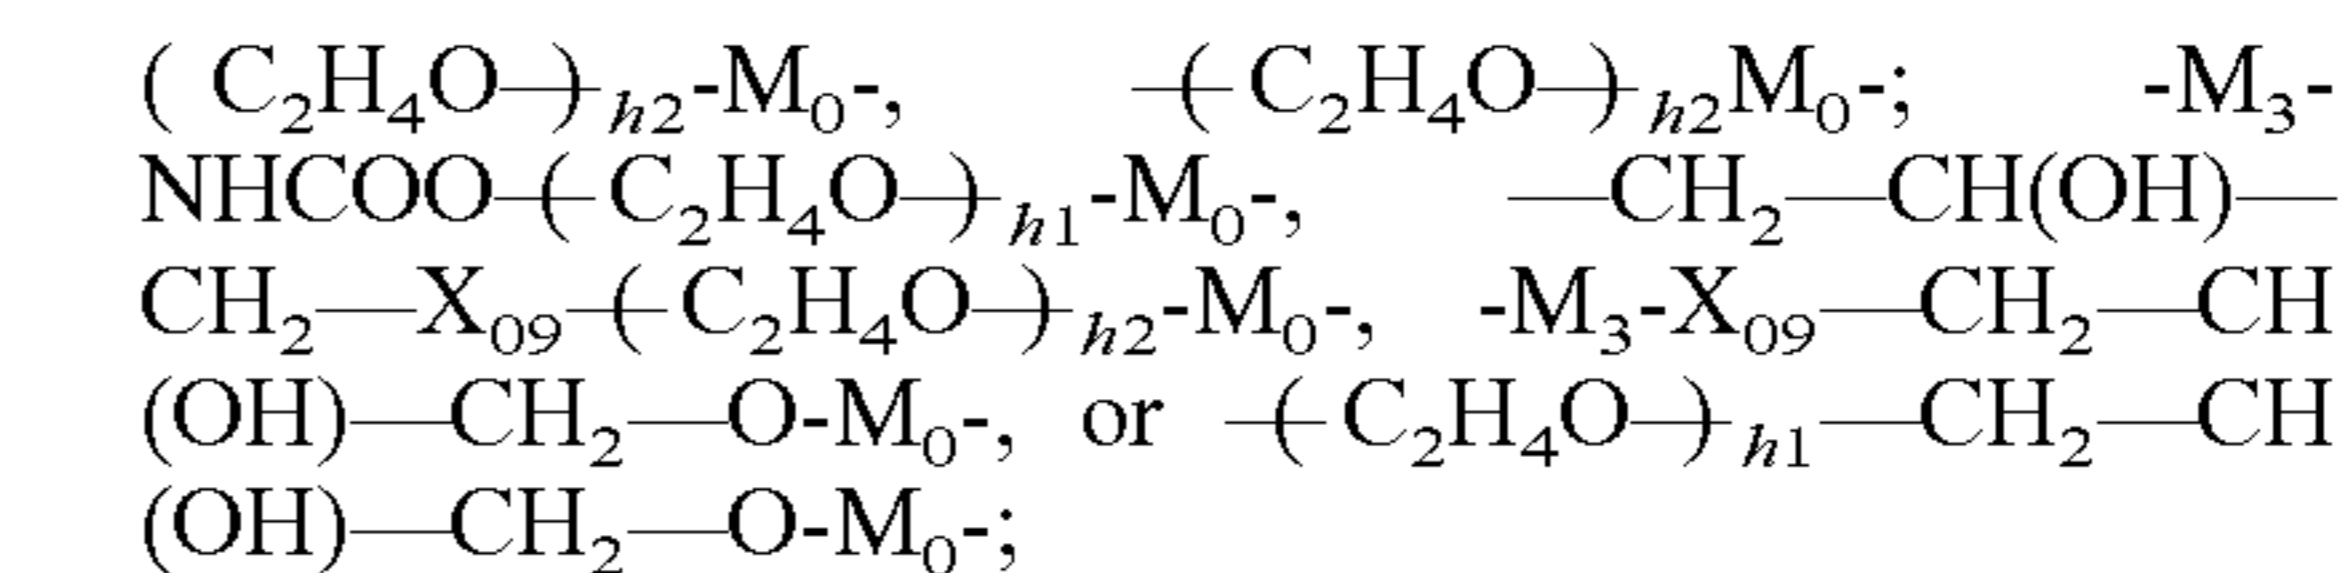 ( C₂H₄O—)ₕ₂-M₀-, —(C₂H₄O—)ₕ₂M₀-; -M₃-
NHCOO—(C₂H₄O—)ₕ₁-M₀-, —CH₂—CH(OH)—
CH₂—X₀₉—(C₂H₄O—)ₕ₂-M₀-, -M₃-X₀₉—CH₂—CH
(OH)—CH₂—O-M₀-, or —(C₂H₄O—)ₕ₁—CH₂—CH
(OH)—CH₂—O-M₀-;